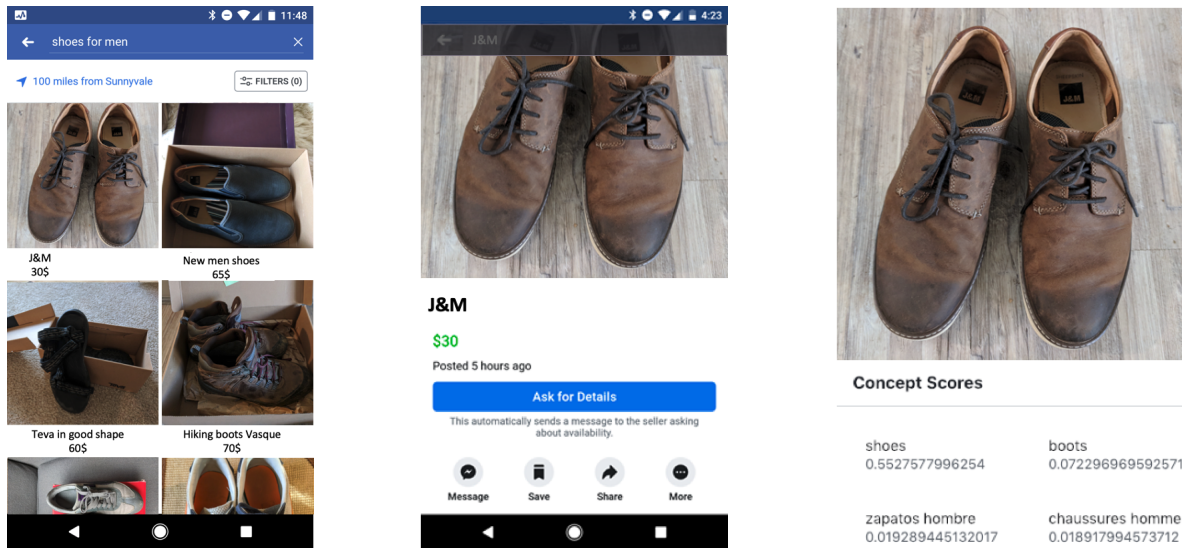 11:48
shoes for men
100 miles from Sunnyvale
FILTERS (0)
J&M
30$
New men shoes
65$
Teva in good shape
60$
Hiking boots Vasque
70$
4:23
J&M
J&M
$30
Posted 5 hours ago
Ask for Details
This automatically sends a message to the seller asking
about availability.
Message
Save
Share
More
J&M
Concept Scores
shoes
0.5527577996254
boots
0.072296969592571
zapatos hombre
0.019289445132017
chaussures homme
0.018917994573712